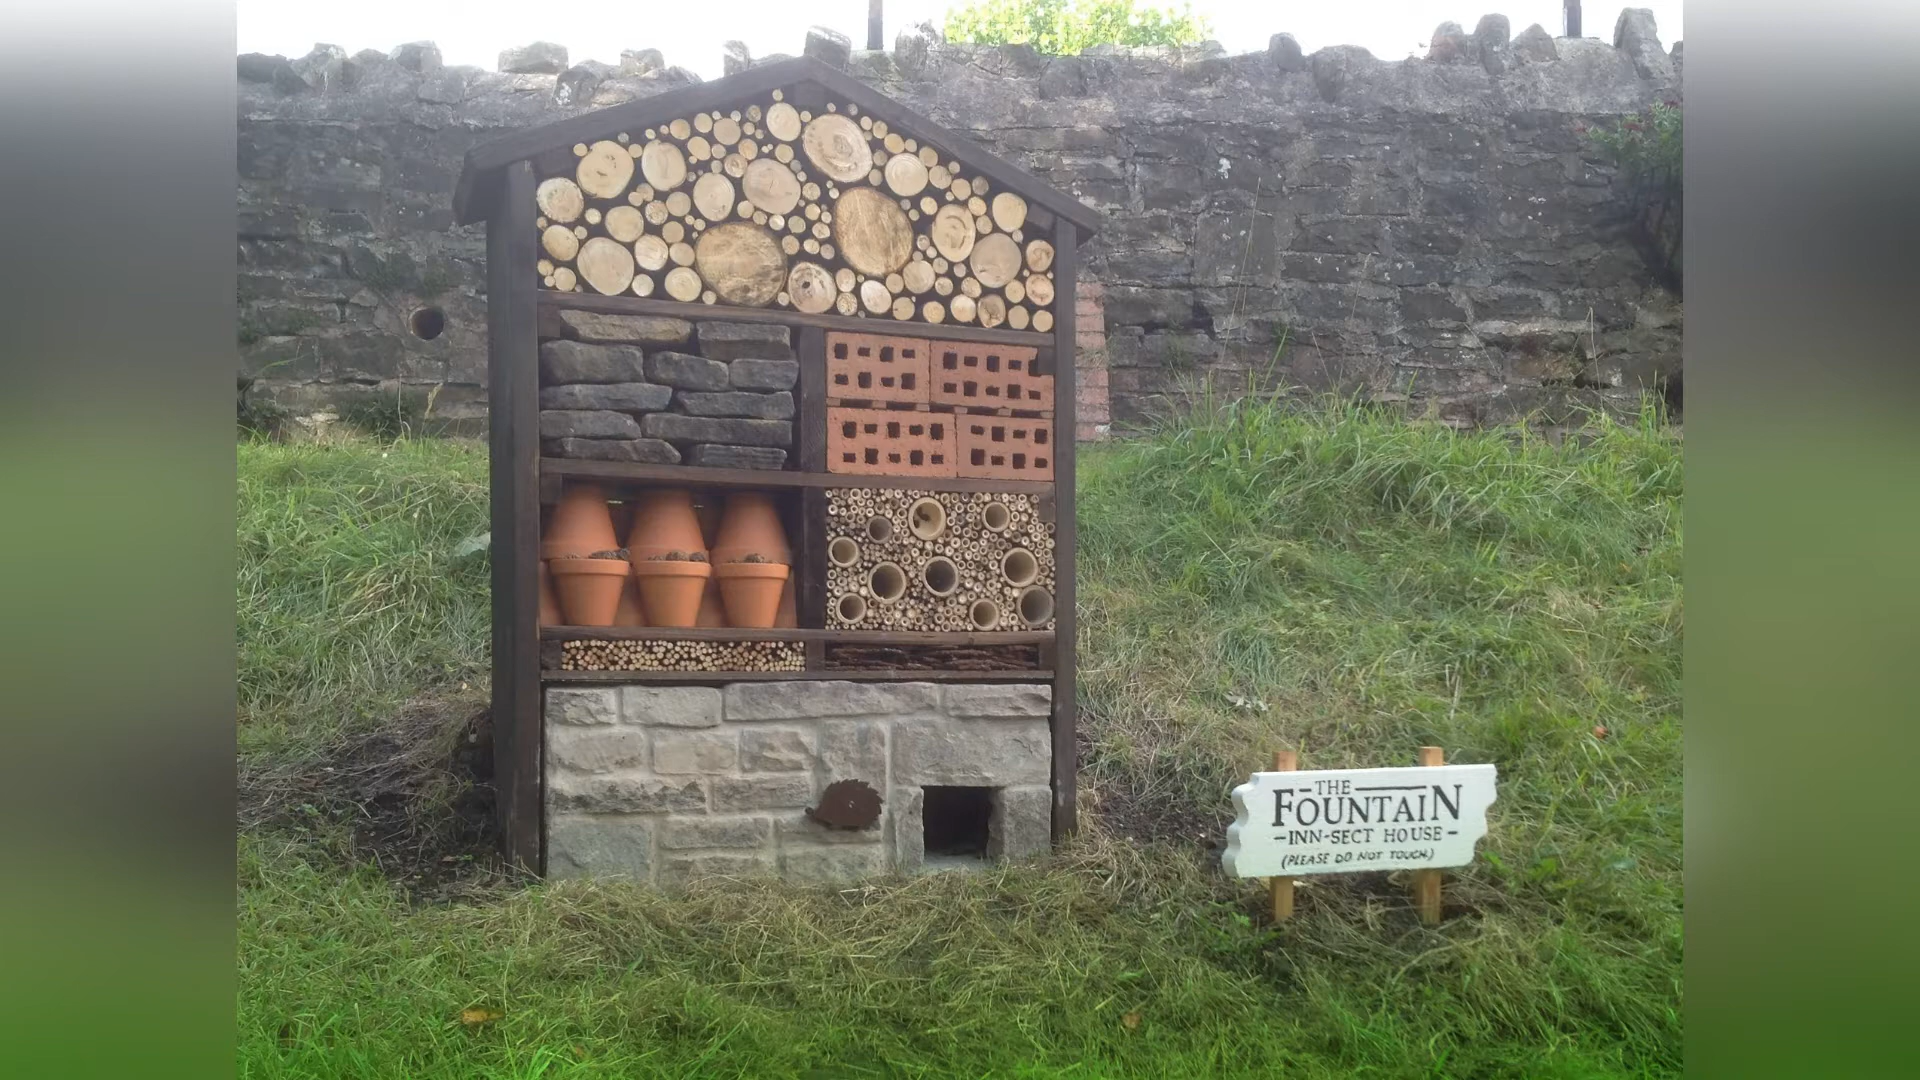 THE
FOUNTAIN
-INN-SECT HOUSE-
(PLEASE DO NOT TOUCH)